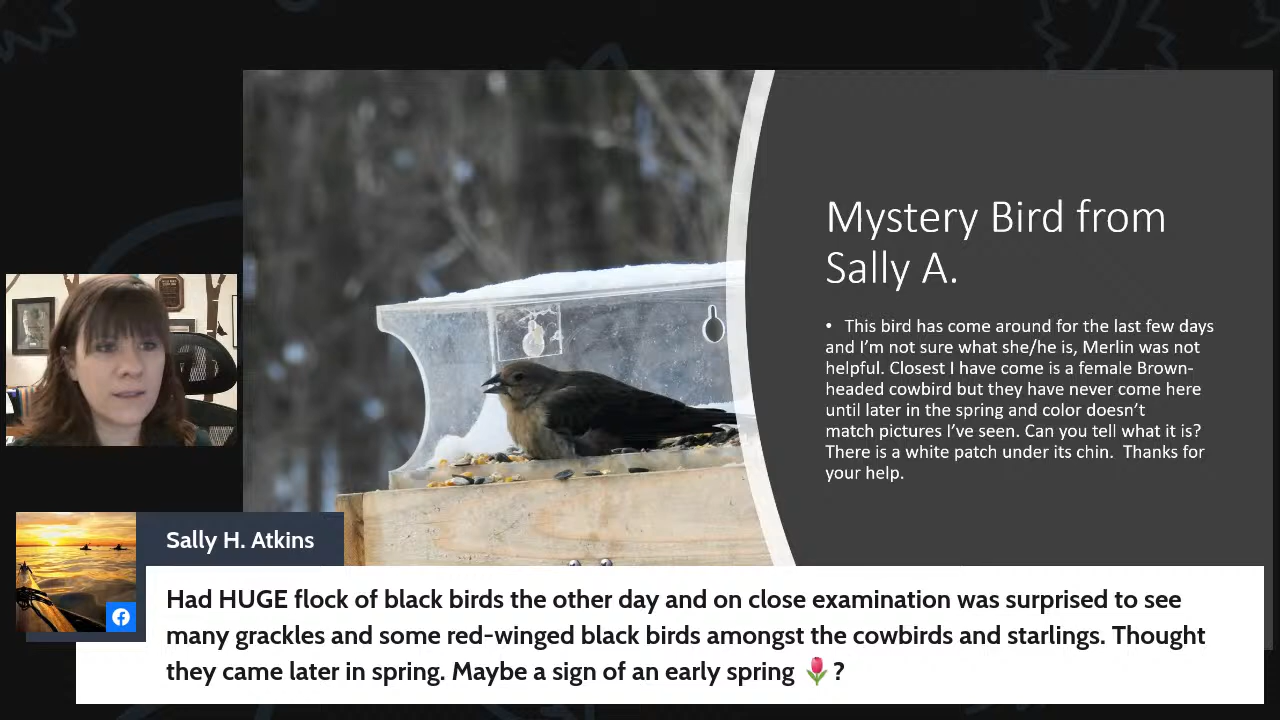 Mystery Bird from
Sally A.
• This bird has come around for the last few days
and I'm not sure what she/he is, Merlin was not
helpful. Closest I have come is a female Brown-
headed cowbird but they have never come here
until later in the spring and color doesn't
match pictures I've seen. Can you tell what it is?
There is a white patch under its chin. Thanks for
your help.
Sally H. Atkins
Had HUGE flock of black birds the other day and on close examination was surprised to see
many grackles and some red-winged black birds amongst the cowbirds and starlings. Thought
they came later in spring. Maybe a sign of an early spring 🌷?